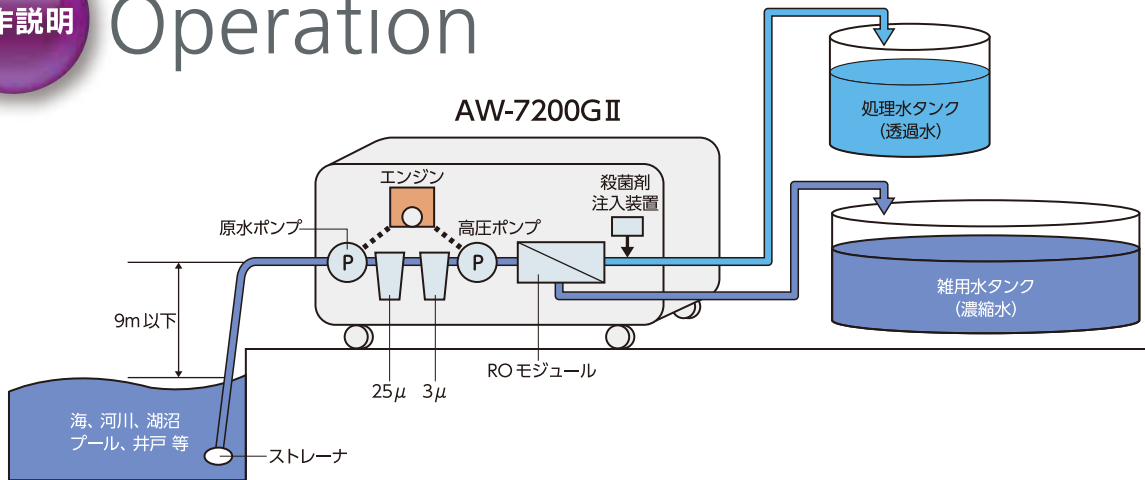 作説明
Operation
AW-7200GⅡ
処理水タンク
(透過水)
エンジン
殺菌剤
注入装置
原水ポンプ
高圧ポンプ
P
P
雑用水タンク
(濃縮水)
9m以下
ROモジュール
25μ
3μ
海、河川、湖沼
プール、井戸 等
ストレーナ